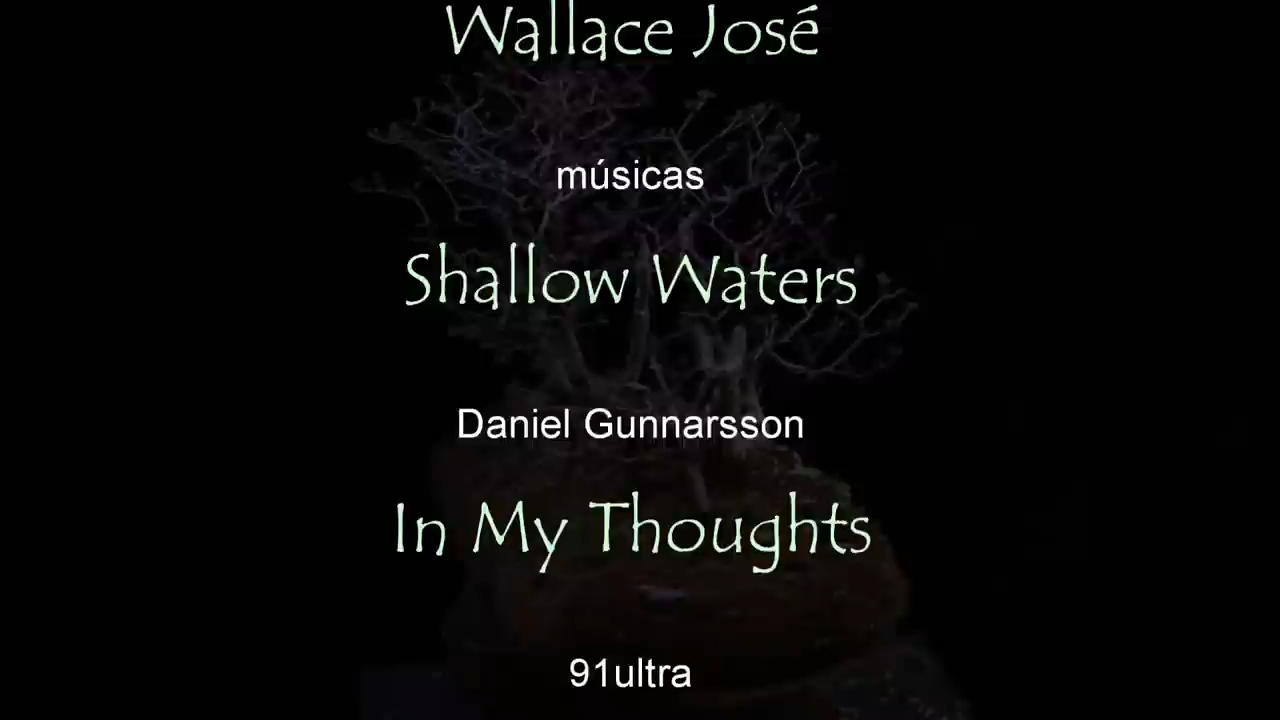 Wallace José
músicas
Shallow Waters
Daniel Gunnarsson
In My Thoughts
91ultra